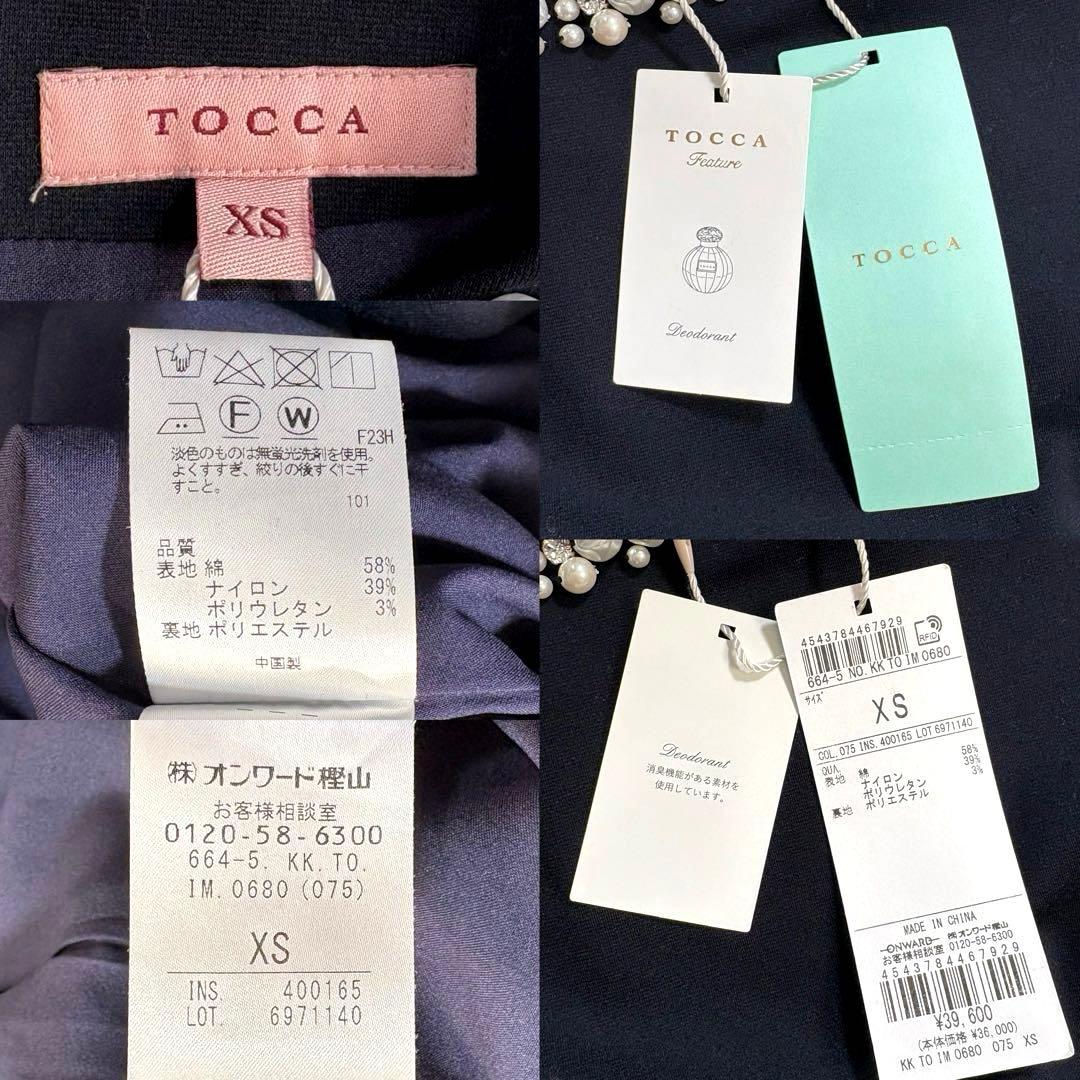 TOCCA
XS
F23H
淡色のものは無蛍光洗剤を使用。
よくすすぎ、絞りの後すぐに干
すこと。
101
品質
表地 綿 58%
ナイロン 39%
ポリウレタン 3%
裏地 ポリエステル
中国製
㈱オンワード樫山
お客様相談室
0120-58-6300
664-5. KK.TO.
IM.0680 (075)
XS
INS. 400165
LOT. 6971140
TOCCA
Feature
TOCCA
Deodorant
TOCCA
Deodorant
消臭機能がある素材を
使用しています。
4543784467929
RFID
664-5 NO.KK TO IM 0680
サイズ
XS
COL.075 INS.400165 LOT 6971140
QUA.
表地 綿 58%
ナイロン 39%
ポリウレタン 3%
裏地 ポリエステル
MADE IN CHINA
ONWARD ㈱オンワード樫山
お客様相談室 0120-58-6300
4543784467929
¥39,600
(本体価格 ¥36,000)
KK TO IM 0680 075 XS